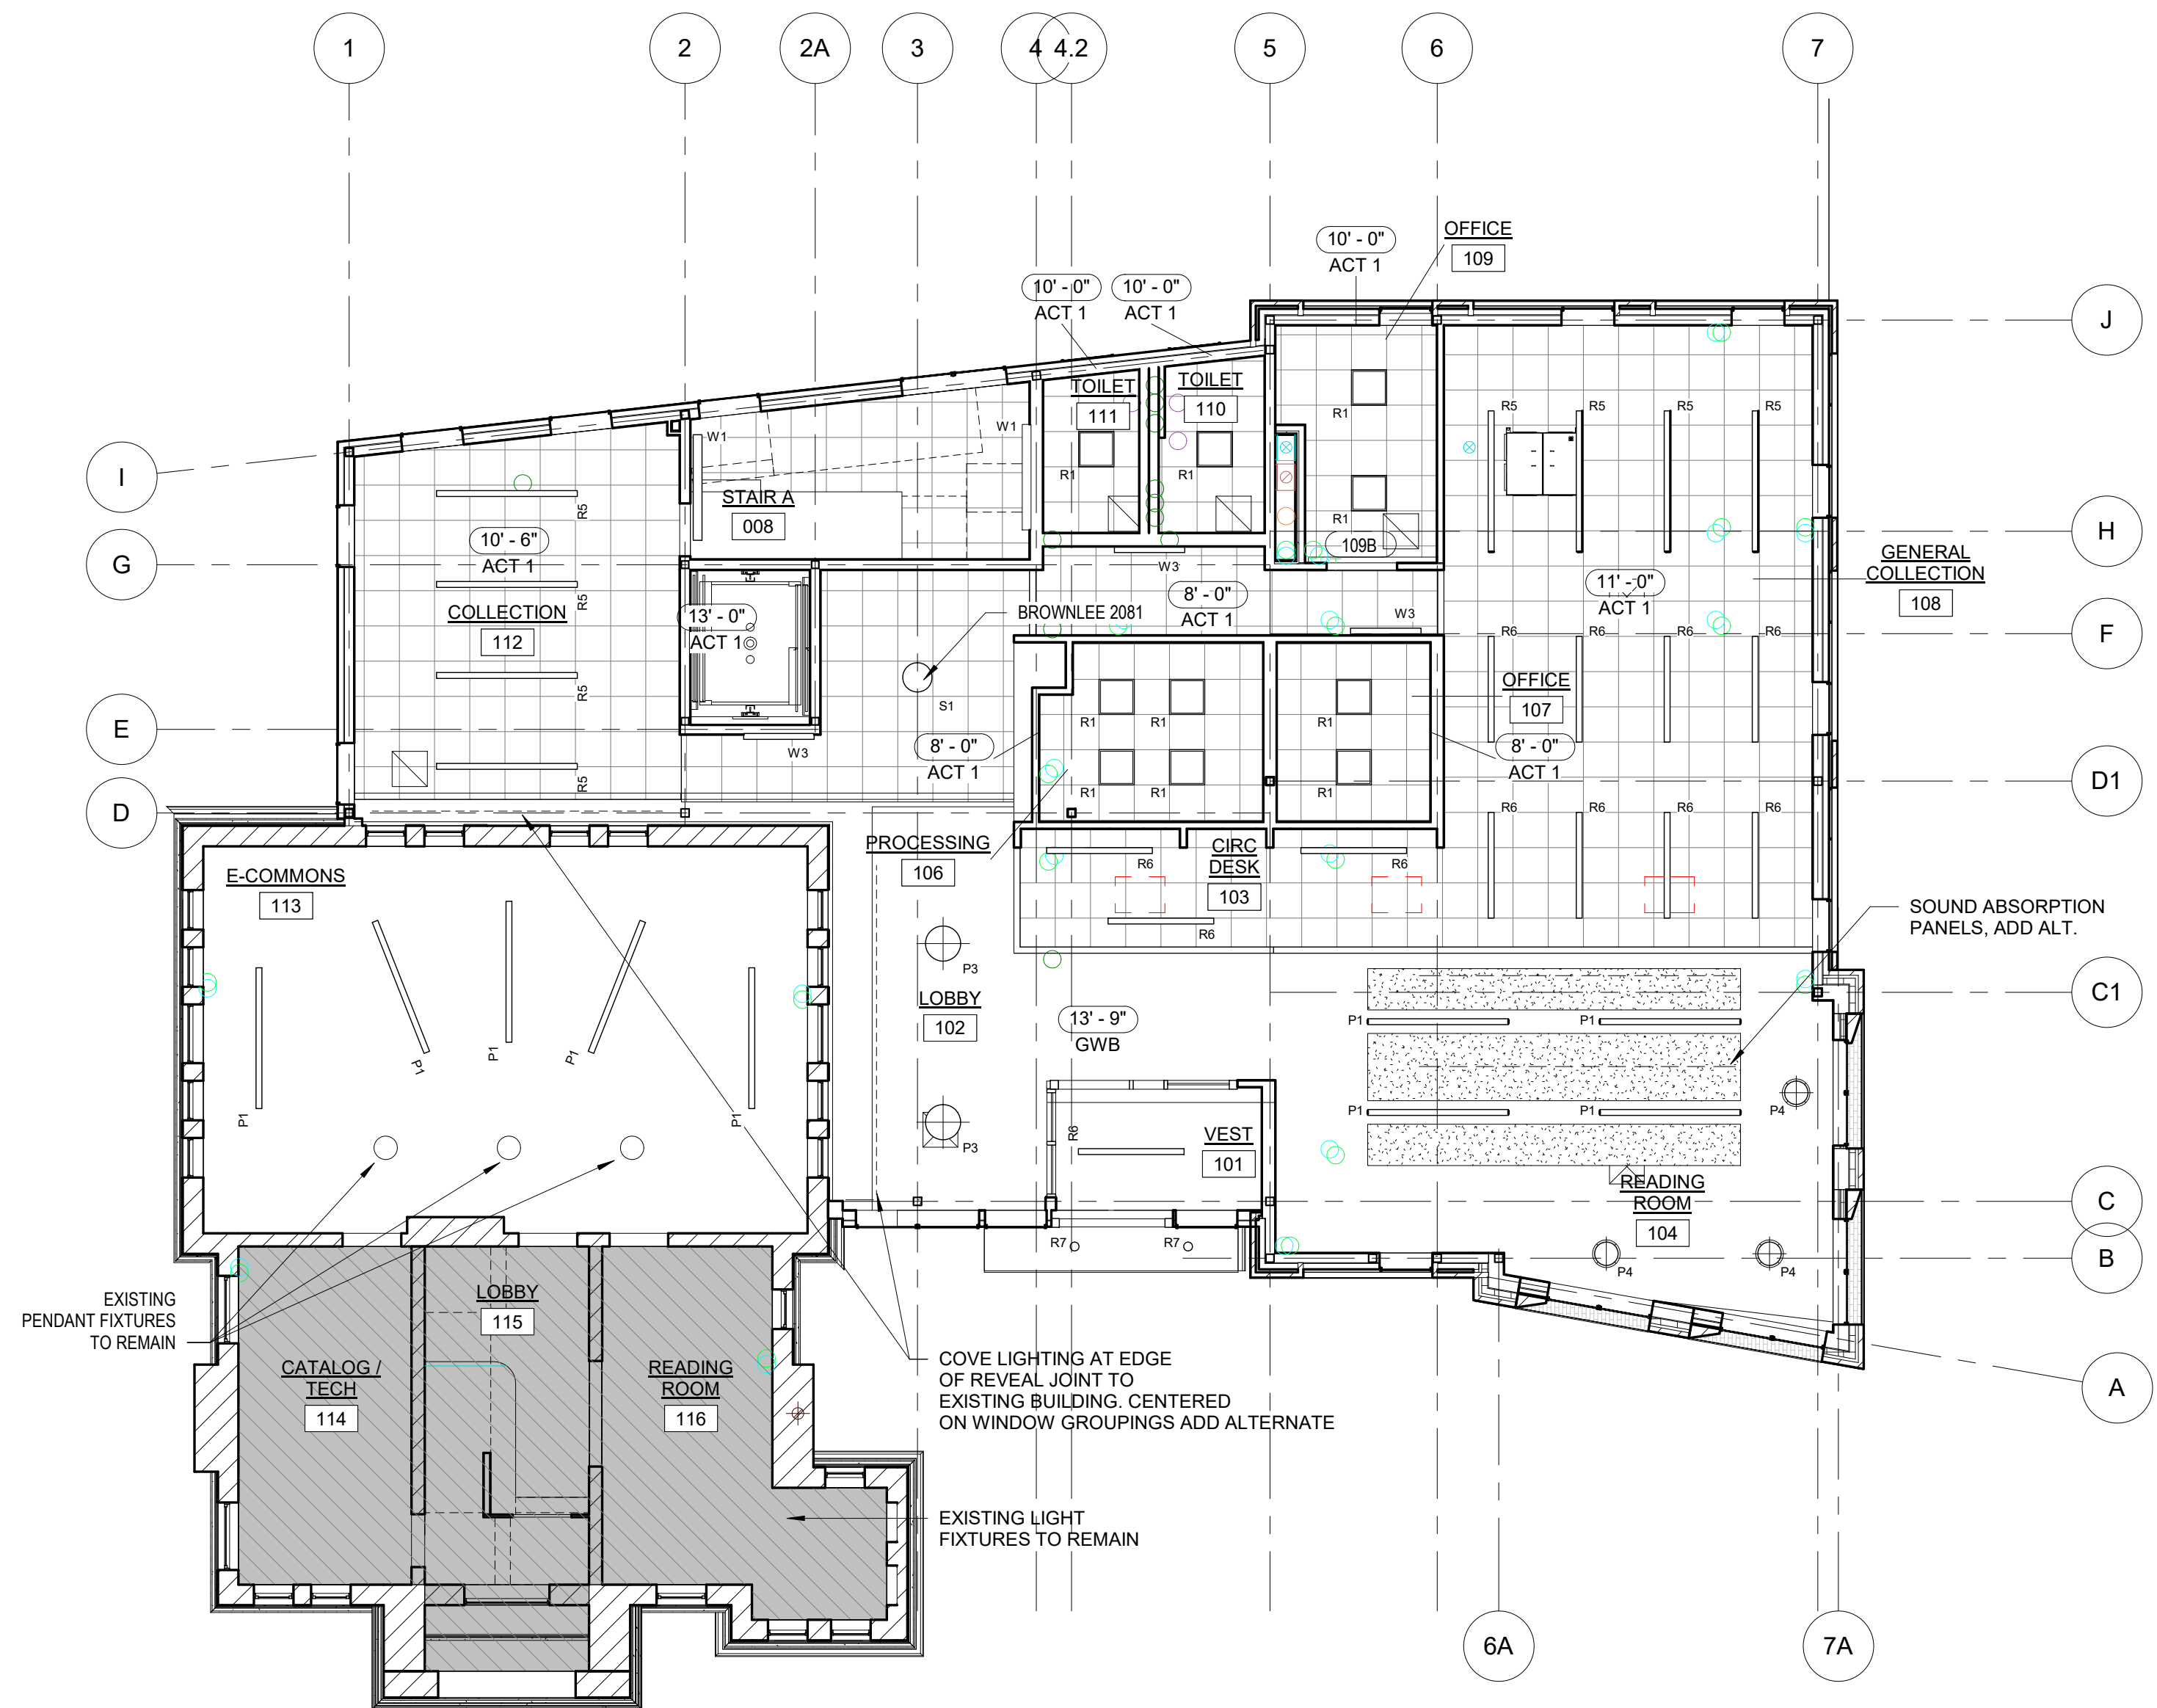 1
2
2A
3
4
4.2
5
6
7
OFFICE
109
10' - 0"
ACT 1
10' - 0"
ACT 1
10' - 0"
ACT 1
J
TOILET
111
TOILET
110
R1
R5
R5
R5
R5
W1
W1
I
R1
R1
STAIR A
008
R5
R1
109B
H
10' - 6"
ACT 1
GENERAL
COLLECTION
108
G
W3
11' - 0"
ACT 1
8' - 0"
ACT 1
R5
COLLECTION
112
13' - 0"
ACT 1
BROWNLEE 2081
W3
F
R6
R6
R6
R6
OFFICE
107
R5
S1
R1
R1
R1
E
W3
8' - 0"
ACT 1
8' - 0"
ACT 1
R5
R1
R1
R1
D1
D
R6
R6
R6
R6
PROCESSING
106
CIRC
DESK
103
R6
R6
E-COMMONS
113
R6
SOUND ABSORPTION
PANELS, ADD ALT.
P3
LOBBY
102
C1
13' - 9"
GWB
P1
P1
P1
P1
P1
P1
P1
P1
P1
P4
R6
VEST
101
P3
READING
ROOM
104
C
R7
R7
P4
P4
B
EXISTING
PENDANT FIXTURES
TO REMAIN
LOBBY
115
CATALOG /
TECH
114
READING
ROOM
116
COVE LIGHTING AT EDGE
OF REVEAL JOINT TO
EXISTING BUILDING. CENTERED
ON WINDOW GROUPINGS ADD ALTERNATE
A
EXISTING LIGHT
FIXTURES TO REMAIN
6A
7A